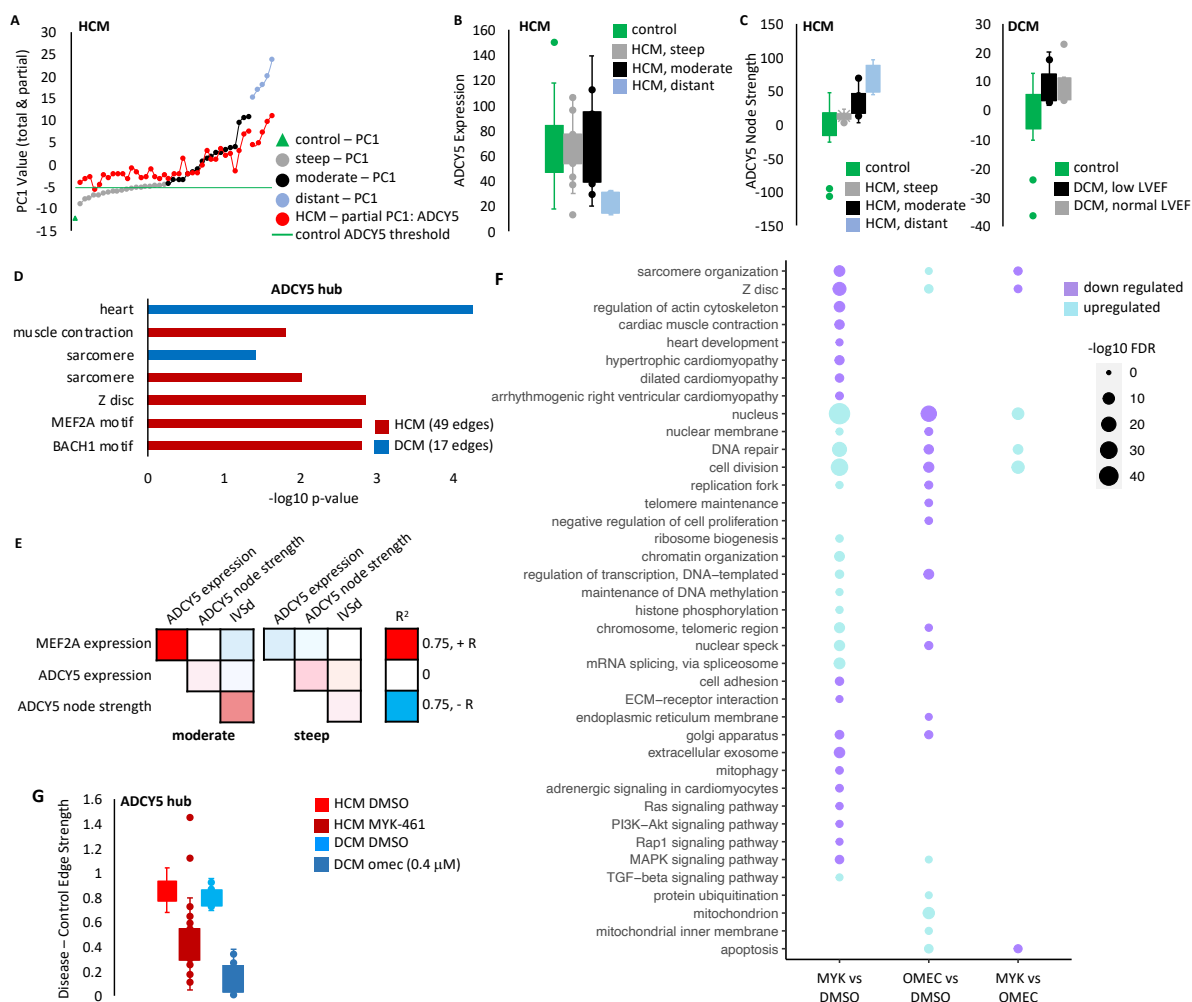 A
HCM
PC1 Value (total & partial)
30
25
20
15
10
5
0
-5
-10
-15
control – PC1
steep – PC1
moderate – PC1
distant – PC1
HCM – partial PC1: ADCY5
control ADCY5 threshold
B
HCM
ADCY5 Expression
160
140
120
100
80
60
40
20
0
control
HCM, steep
HCM, moderate
HCM, distant
C
HCM
ADCY5 Node Strength
150
100
50
0
-50
-100
-150
control
HCM, steep
HCM, moderate
HCM, distant
DCM
30
20
10
0
-10
-20
-30
-40
control
DCM, low LVEF
DCM, normal LVEF
D
ADCY5 hub
heart
muscle contraction
sarcomere
sarcomere
Z disc
MEF2A motif
BACH1 motif
HCM (49 edges)
DCM (17 edges)
0 1 2 3 4
-log10 p-value
E
ADCY5 expression
ADCY5 node strength
IVSd
ADCY5 expression
ADCY5 node strength
IVSd
R²
MEF2A expression
ADCY5 expression
ADCY5 node strength
0.75, + R
0
0.75, - R
moderate
steep
F
sarcomere organization
Z disc
regulation of actin cytoskeleton
cardiac muscle contraction
heart development
hypertrophic cardiomyopathy
dilated cardiomyopathy
arrhythmogenic right ventricular cardiomyopathy
nucleus
nuclear membrane
DNA repair
cell division
replication fork
telomere maintenance
negative regulation of cell proliferation
ribosome biogenesis
chromatin organization
regulation of transcription, DNA−templated
maintenance of DNA methylation
histone phosphorylation
chromosome, telomeric region
nuclear speck
mRNA splicing, via spliceosome
cell adhesion
ECM−receptor interaction
endoplasmic reticulum membrane
golgi apparatus
extracellular exosome
mitophagy
adrenergic signaling in cardiomyocytes
Ras signaling pathway
PI3K−Akt signaling pathway
Rap1 signaling pathway
MAPK signaling pathway
TGF−beta signaling pathway
protein ubiquitination
mitochondrion
mitochondrial inner membrane
apoptosis
MYK vs
DMSO
OMEC vs
DMSO
MYK vs
OMEC
down regulated
upregulated
-log10 FDR
0
10
20
30
40
G
ADCY5 hub
Disease – Control Edge Strength
1.6
1.4
1.2
1
0.8
0.6
0.4
0.2
0
HCM DMSO
HCM MYK-461
DCM DMSO
DCM omec (0.4 μM)